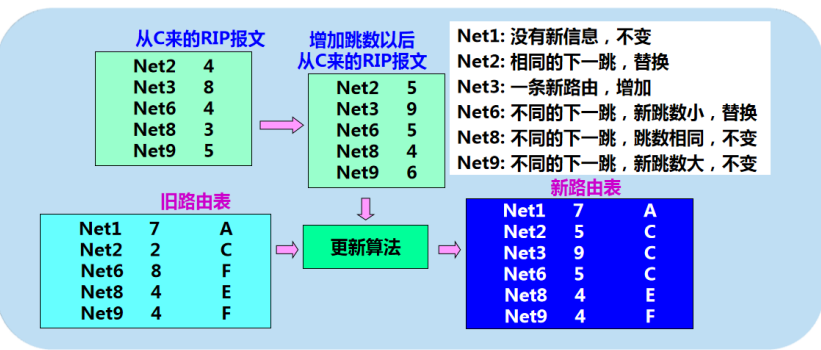 从C来的RIP报文
Net2 4
Net3 8
Net6 4
Net8 3
Net9 5
增加跳数以后
从C来的RIP报文
Net2 5
Net3 9
Net6 5
Net8 4
Net9 6
Net1: 没有新信息，不变
Net2: 相同的下一跳，替换
Net3: 一条新路由，增加
Net6: 不同的下一跳，新跳数小，替换
Net8: 不同的下一跳，跳数相同，不变
Net9: 不同的下一跳，新跳数大，不变
旧路由表
Net1 7 A
Net2 2 C
Net6 8 F
Net8 4 E
Net9 4 F
更新算法
新路由表
Net1 7 A
Net2 5 C
Net3 9 C
Net6 5 C
Net8 4 E
Net9 4 F